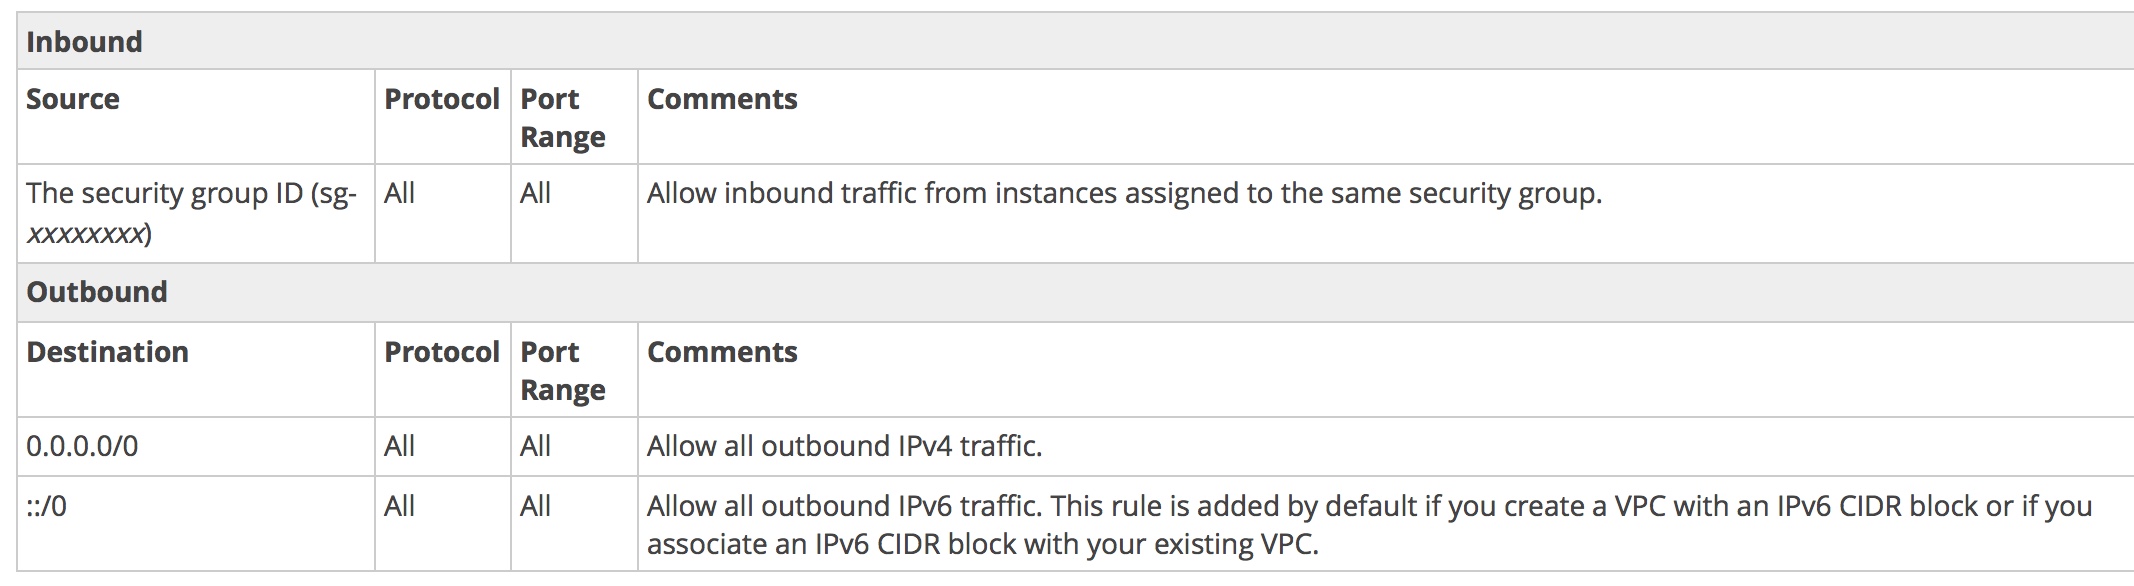 Inbound
Source Protocol Port Comments
Range
The security group ID (sg- All All Allow inbound traffic from instances assigned to the same security group.
xxxxxxxx)
Outbound
Destination Protocol Port Comments
Range
0.0.0.0/0 All All Allow all outbound IPv4 traffic.
::/0 All All Allow all outbound IPv6 traffic. This rule is added by default if you create a VPC with an IPv6 CIDR block or if you
associate an IPv6 CIDR block with your existing VPC.